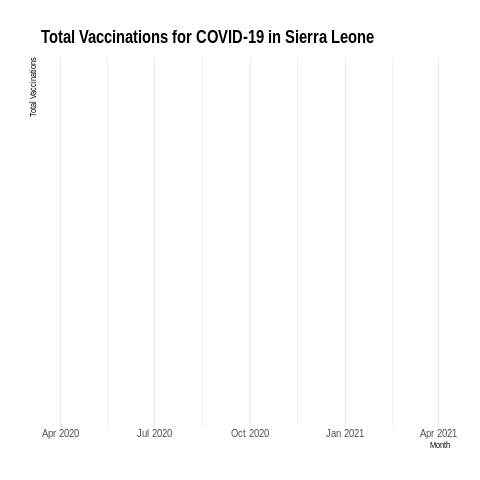 Total Vaccinations for COVID-19 in Sierra Leone
Total Vaccinations
Apr 2020 Jul 2020 Oct 2020 Jan 2021 Apr 2021
Month